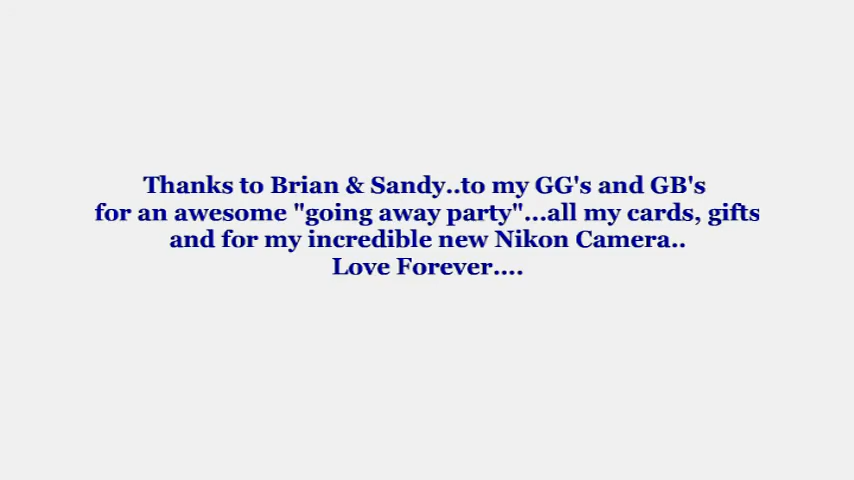 Thanks to Brian & Sandy..to my GG's and GB's
for an awesome "going away party"...all my cards, gifts
and for my incredible new Nikon Camera..
Love Forever....